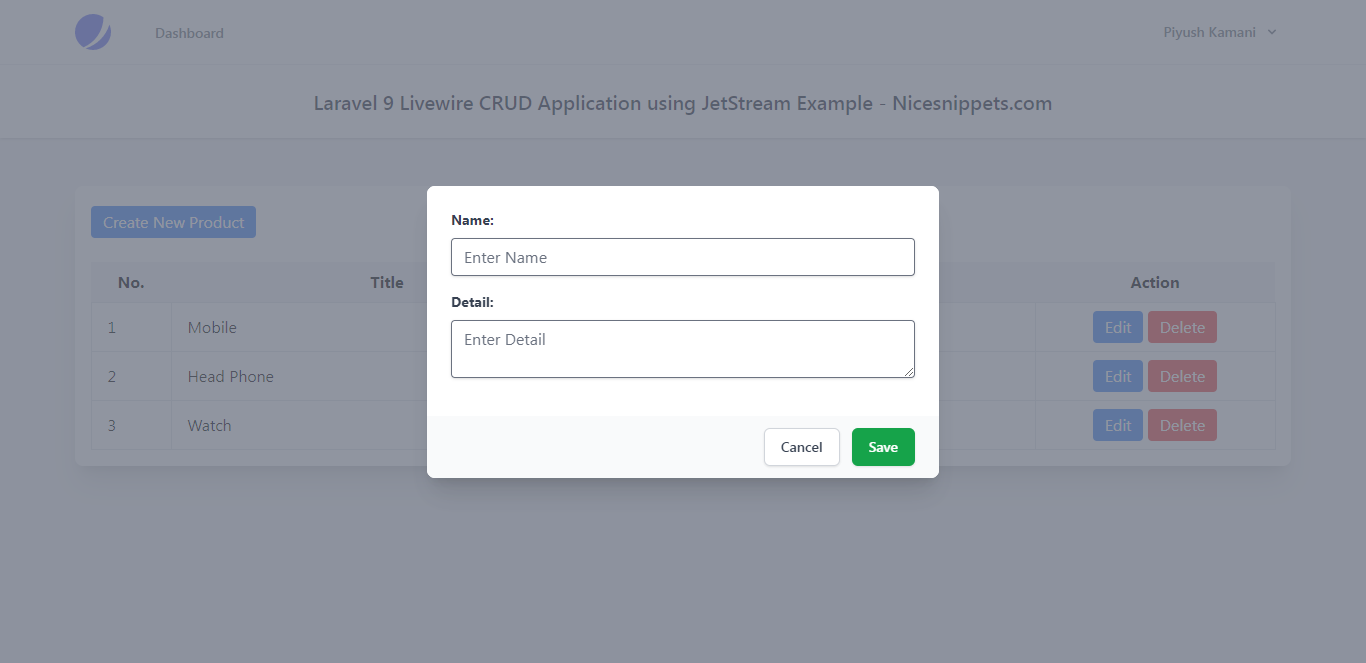 Dashboard
Piyush Kamani
Laravel 9 Livewire CRUD Application using JetStream Example - Nicesnippets.com
Create New Product
No. Title Action
1 Mobile Edit Delete
2 Head Phone Edit Delete
3 Watch Edit Delete
Name:
Enter Name
Detail:
Enter Detail
Cancel Save